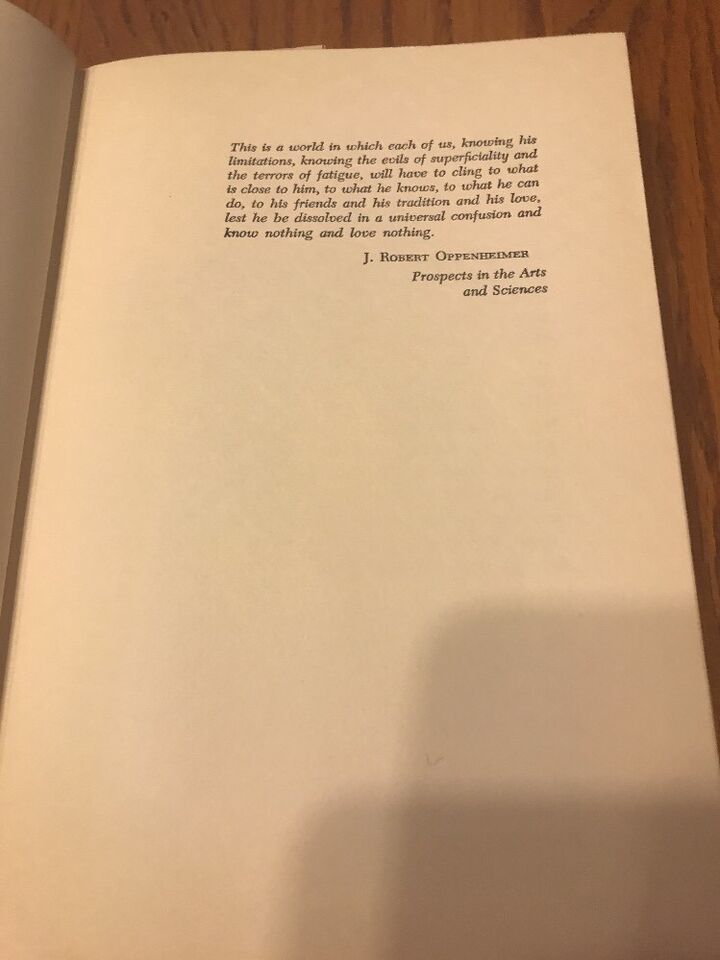 This is a world in which each of us, knowing his
limitations, knowing the evils of superficiality and
the terrors of fatigue, will have to cling to what
is close to him, to what he knows, to what he can
do, to his friends and his tradition and his love,
lest he be dissolved in a universal confusion and
know nothing and love nothing.
J. Robert Oppenheimer
Prospects in the Arts
and Sciences